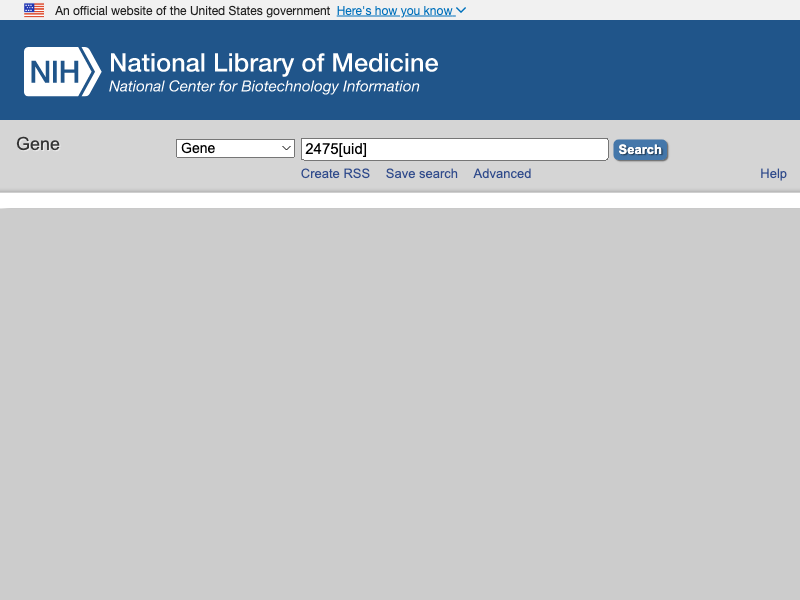 An official website of the United States government Here's how you know
NIH National Library of Medicine
National Center for Biotechnology Information
Gene
Gene 2475[uid] Search
Create RSS Save search Advanced
Help